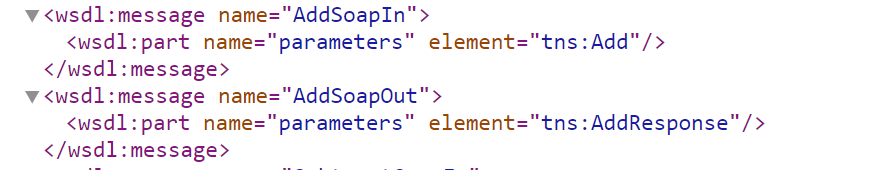 ▼<wsdl:message name="AddSoapIn">
<wsdl:part name="parameters" element="tns:Add"/>
</wsdl:message>
▼<wsdl:message name="AddSoapOut">
<wsdl:part name="parameters" element="tns:AddResponse"/>
</wsdl:message>